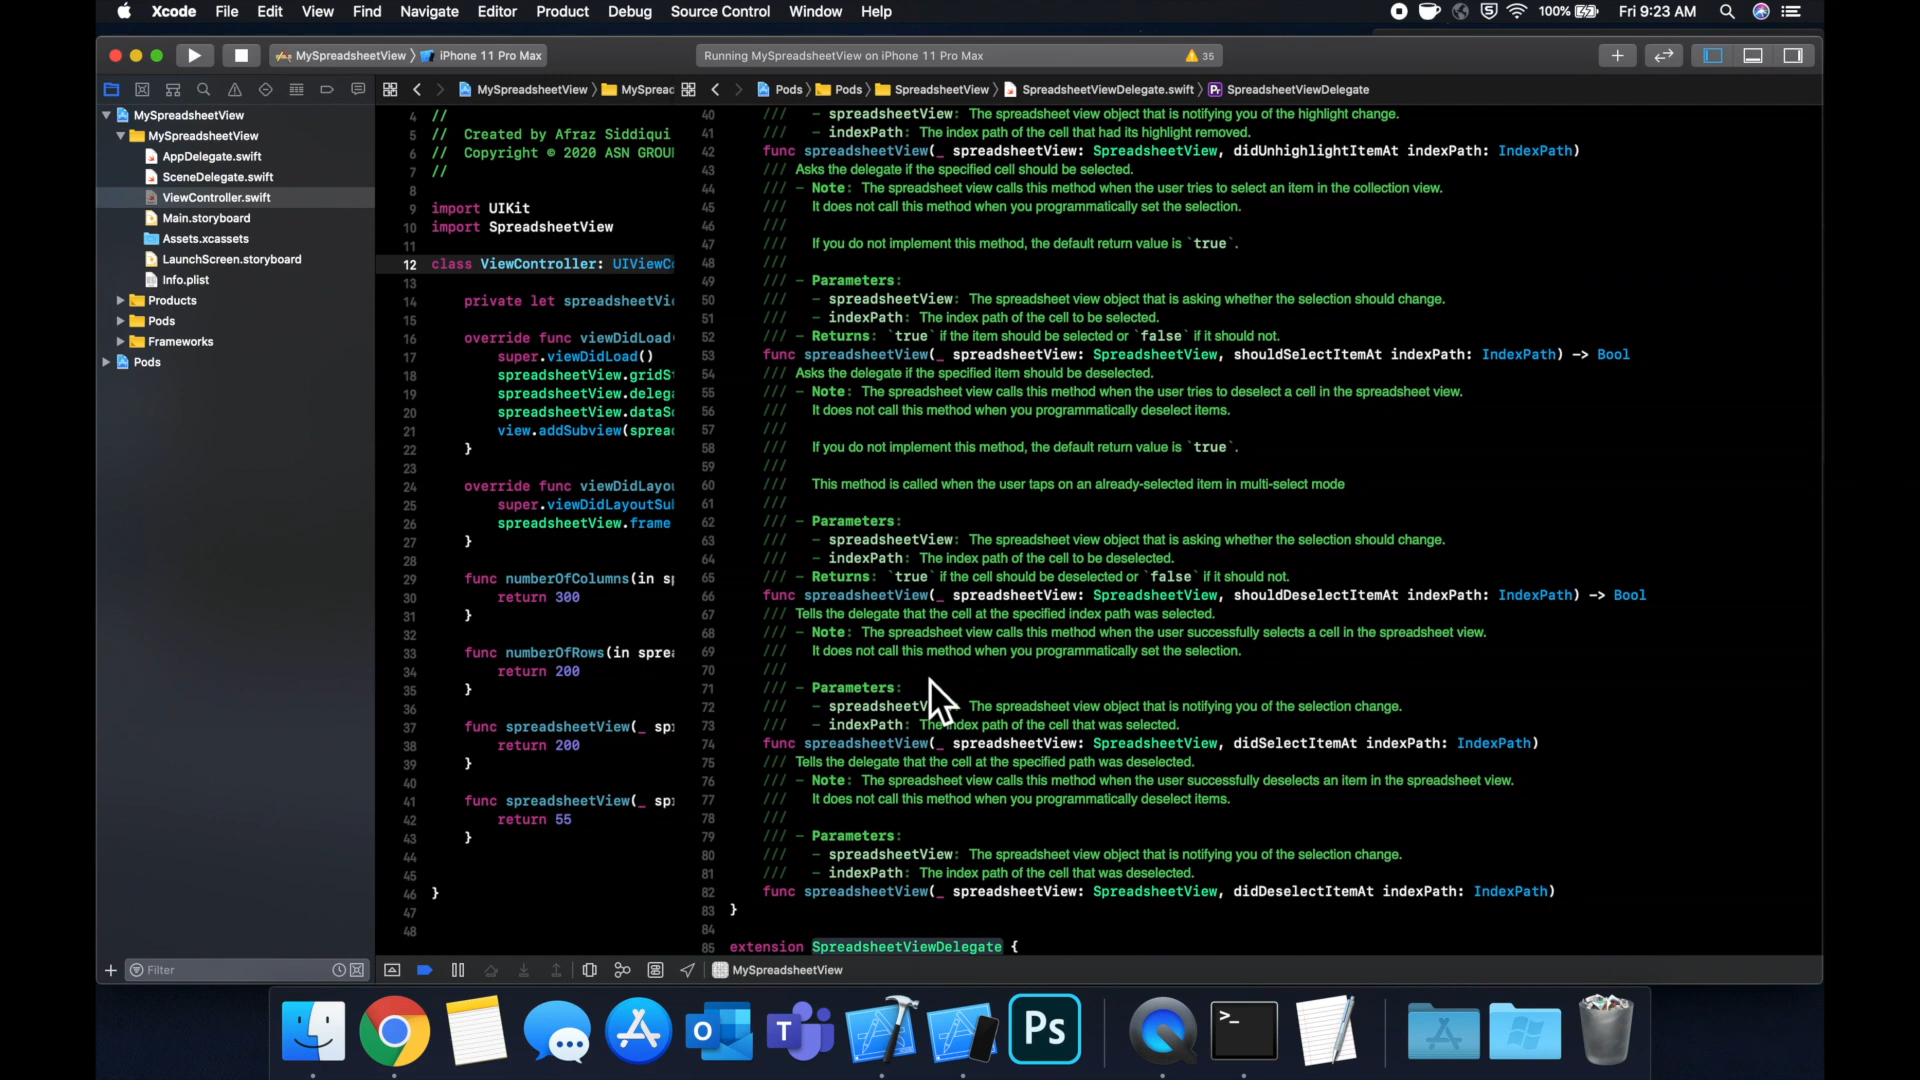 Xcode File Edit View Find Navigate Editor Product Debug Source Control Window Help
100% Fri 9:23 AM
MySpreadsheetView
iPhone 11 Pro Max
Running MySpreadsheetView on iPhone 11 Pro Max
35
MySpreadsheetView
MySpreadsheetView
AppDelegate.swift
SceneDelegate.swift
ViewController.swift
Main.storyboard
Assets.xcassets
LaunchScreen.storyboard
Info.plist
Products
Pods
Frameworks
Pods
Filter
MySpreadsheetView
MySpread
4 //
5 // Created by Afraz Siddiqui
6 // Copyright © 2020 ASN GROU
7 //
8
9 import UIKit
10 import SpreadsheetView
11
12 class ViewController: UIViewC
13
14 private let spreadsheetVi
15
16 override func viewDidLoad
17 super.viewDidLoad()
18 spreadsheetView.gridS
19 spreadsheetView.deleg
20 spreadsheetView.dataS
21 view.addSubview(sprea
22 }
23
24 override func viewDidLayou
25 super.viewDidLayoutSu
26 spreadsheetView.frame
27 }
28
29 func numberOfColumns(in s
30 return 300
31 }
32
33 func numberOfRows(in spre
34 return 200
35 }
36
37 func spreadsheetView(_ sp
38 return 200
39 }
40
41 func spreadsheetView(_ sp
42 return 55
43 }
44
45
46 }
47
48
Pods
Pods
SpreadsheetView
SpreadsheetViewDelegate.swift
Pr SpreadsheetViewDelegate
40 /// - spreadsheetView: The spreadsheet view object that is notifying you of the highlight change.
41 /// - indexPath: The index path of the cell that had its highlight removed.
42 func spreadsheetView(_ spreadsheetView: SpreadsheetView, didUnhighlightItemAt indexPath: IndexPath)
43 /// Asks the delegate if the specified cell should be selected.
44 /// - Note: The spreadsheet view calls this method when the user tries to select an item in the collection view.
45 /// It does not call this method when you programmatically set the selection.
46 ///
47 /// If you do not implement this method, the default return value is `true`.
48 ///
49 /// - Parameters:
50 /// - spreadsheetView: The spreadsheet view object that is asking whether the selection should change.
51 /// - indexPath: The index path of the cell to be selected.
52 /// - Returns: `true` if the item should be selected or `false` if it should not.
53 func spreadsheetView(_ spreadsheetView: SpreadsheetView, shouldSelectItemAt indexPath: IndexPath) -> Bool
54 /// Asks the delegate if the specified item should be deselected.
55 /// - Note: The spreadsheet view calls this method when the user tries to deselect a cell in the spreadsheet view.
56 /// It does not call this method when you programmatically deselect items.
57 ///
58 /// If you do not implement this method, the default return value is `true`.
59 ///
60 /// This method is called when the user taps on an already-selected item in multi-select mode
61 ///
62 /// - Parameters:
63 /// - spreadsheetView: The spreadsheet view object that is asking whether the selection should change.
64 /// - indexPath: The index path of the cell to be deselected.
65 /// - Returns: `true` if the cell should be deselected or `false` if it should not.
66 func spreadsheetView(_ spreadsheetView: SpreadsheetView, shouldDeselectItemAt indexPath: IndexPath) -> Bool
67 /// Tells the delegate that the cell at the specified index path was selected.
68 /// - Note: The spreadsheet view calls this method when the user successfully selects a cell in the spreadsheet view.
69 /// It does not call this method when you programmatically set the selection.
70 ///
71 /// - Parameters:
72 /// - spreadsheetV The spreadsheet view object that is notifying you of the selection change.
73 /// - indexPath: The index path of the cell that was selected.
74 func spreadsheetView(_ spreadsheetView: SpreadsheetView, didSelectItemAt indexPath: IndexPath)
75 /// Tells the delegate that the cell at the specified path was deselected.
76 /// - Note: The spreadsheet view calls this method when the user successfully deselects an item in the spreadsheet view.
77 /// It does not call this method when you programmatically deselect items.
78 ///
79 /// - Parameters:
80 /// - spreadsheetView: The spreadsheet view object that is notifying you of the selection change.
81 /// - indexPath: The index path of the cell that was deselected.
82 func spreadsheetView(_ spreadsheetView: SpreadsheetView, didDeselectItemAt indexPath: IndexPath)
83 }
84
85 extension SpreadsheetViewDelegate {
MySpreadsheetView
Ps